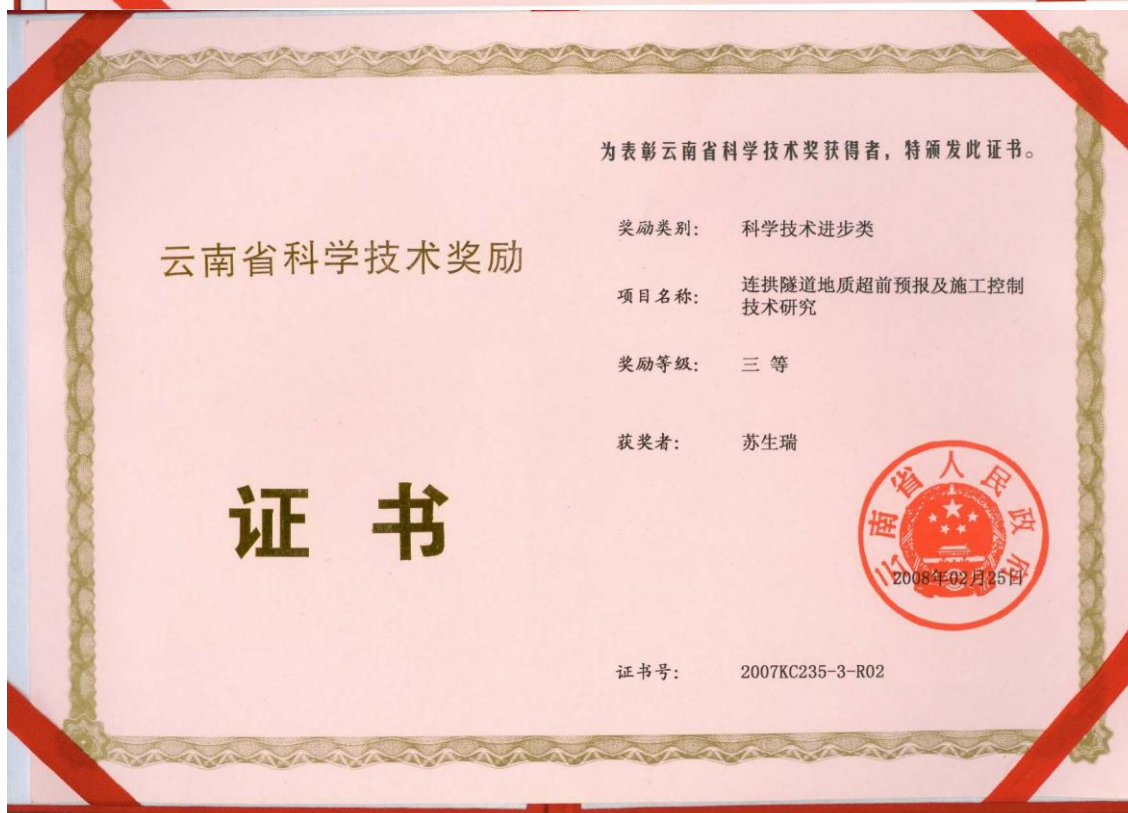 云南省科学技术奖励
证 书
为表彰云南省科学技术奖获得者，特颁发此证书。
奖励类别： 科学技术进步类
项目名称： 连拱隧道地质超前预报及施工控制
技术研究
奖励等级： 三 等
获奖者： 苏生瑞
云南省人民政府
2008年02月25日
证书号： 2007KC235-3-R02